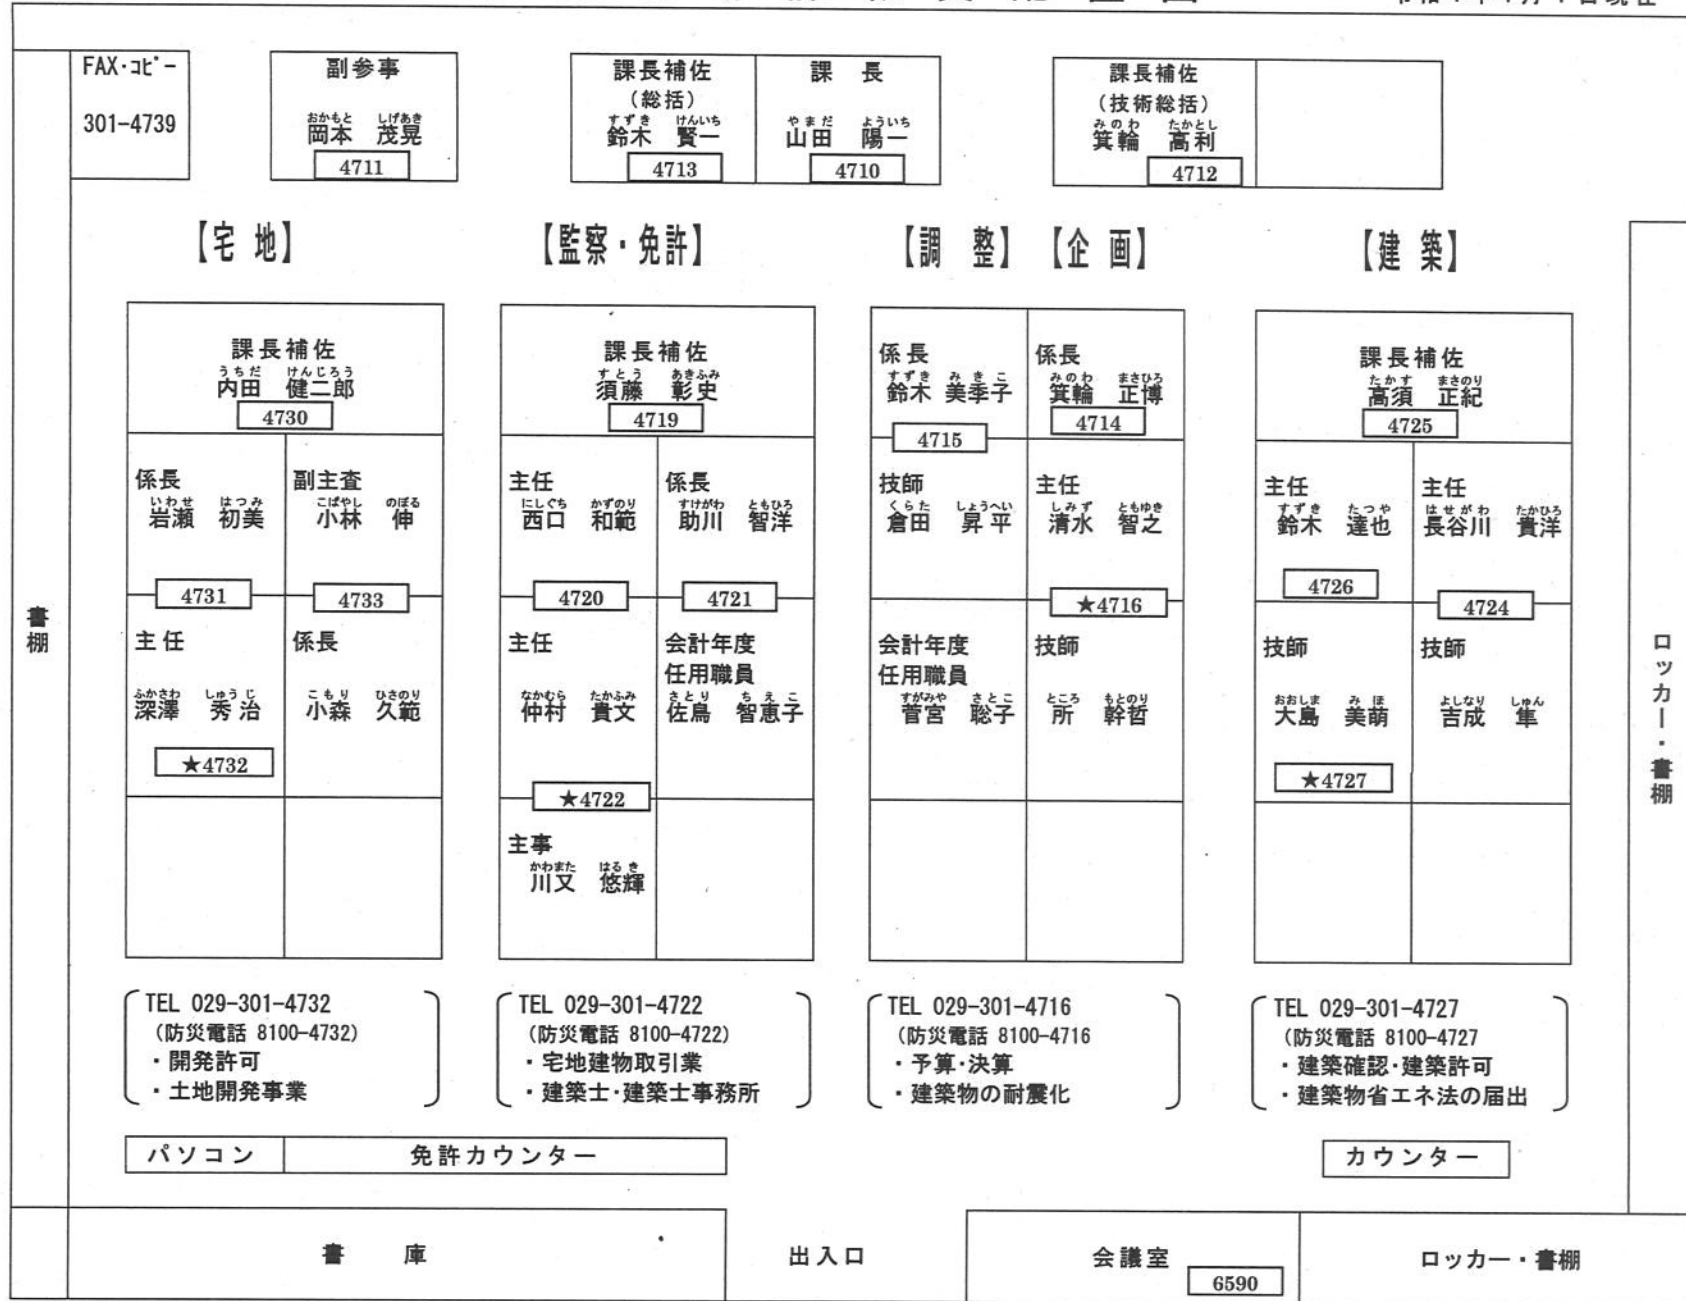 FAX・ｺﾋﾟｰ
301-4739
副参事
おかもと しげあき
岡本 茂晃
4711
課長補佐
（総括）
すずき けんいち
鈴木 賢一
4713
課 長
やまだ よういち
山田 陽一
4710
課長補佐
（技術総括）
みのわ たかとし
箕輪 高利
4712
【宅 地】
【監察・免許】
【調 整】
【企 画】
【建 築】
課長補佐
うちだ けんじろう
内田 健二郎
4730
係長
いわせ はつみ
岩瀬 初美
4731
副主査
こばやし のぼる
小林 伸
4733
主任
ふかさわ しゅうじ
深澤 秀治
★4732
係長
こもり ひさのり
小森 久範
課長補佐
すとう あきふみ
須藤 彰史
4719
主任
にしぐち かずのり
西口 和範
4720
係長
すけがわ ともひろ
助川 智洋
4721
主任
なかむら たかふみ
仲村 貴文
★4722
会計年度
任用職員
さとり ちえこ
佐鳥 智恵子
主事
かわまた はるき
川又 悠輝
係長
すずき みきこ
鈴木 美季子
4715
係長
みのわ まさひろ
箕輪 正博
4714
技師
くらた しょうへい
倉田 昇平
主任
しみず ともゆき
清水 智之
★4716
会計年度
任用職員
すがみや さとこ
菅宮 聡子
技師
ところ もとのり
所 幹哲
課長補佐
たかす まさのり
高須 正紀
4725
主任
すずき たつや
鈴木 達也
4726
主任
はせがわ たかひろ
長谷川 貴洋
4724
技師
おおしま みほ
大島 美萌
★4727
技師
よしなり しゅん
吉成 隼
TEL 029-301-4732
（防災電話 8100-4732）
・開発許可
・土地開発事業
TEL 029-301-4722
（防災電話 8100-4722）
・宅地建物取引業
・建築士・建築士事務所
TEL 029-301-4716
（防災電話 8100-4716
・予算・決算
・建築物の耐震化
TEL 029-301-4727
（防災電話 8100-4727
・建築確認・建築許可
・建築物省エネ法の届出
パソコン
免許カウンター
カウンター
書棚
ロッカー・書棚
書 庫
出入口
会議室
6590
ロッカー・書棚